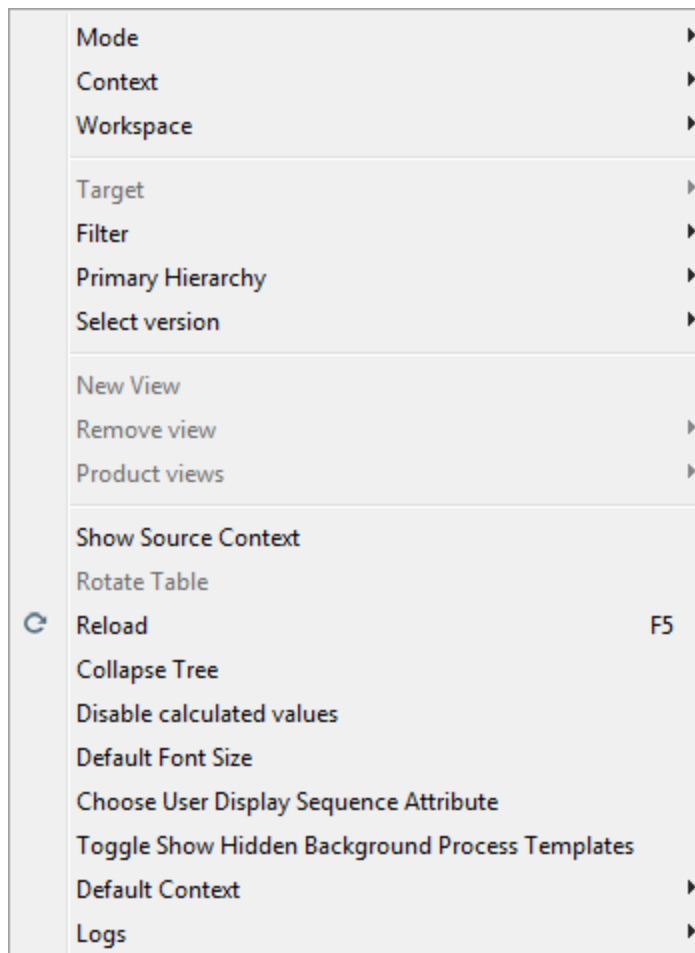 Mode
Context
Workspace
Target
Filter
Primary Hierarchy
Select version
New View
Remove view
Product views
Show Source Context
Rotate Table
Reload F5
Collapse Tree
Disable calculated values
Default Font Size
Choose User Display Sequence Attribute
Toggle Show Hidden Background Process Templates
Default Context
Logs